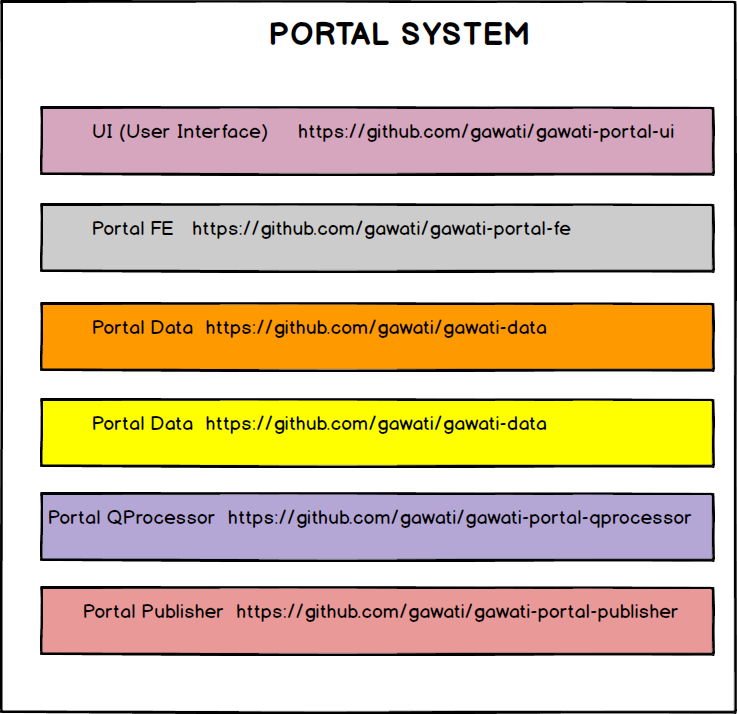 PORTAL SYSTEM
UI (User Interface) https://github.com/gawati/gawati-portal-ui
Portal FE https://github.com/gawati/gawati-portal-fe
Portal Data https://github.com/gawati/gawati-data
Portal Data https://github.com/gawati/gawati-data
Portal QProcessor https://github.com/gawati/gawati-portal-qprocessor
Portal Publisher https://github.com/gawati/gawati-portal-publisher